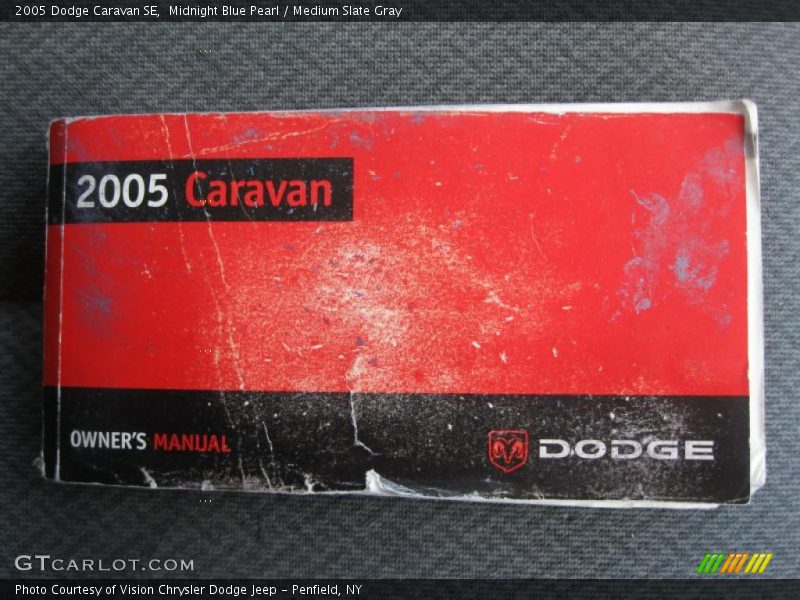 2005 Dodge Caravan SE,  Midnight Blue Pearl / Medium Slate Gray
2005 Caravan
OWNER'S MANUAL
DODGE
GTCARLOT.COM
Photo Courtesy of Vision Chrysler Dodge Jeep – Penfield, NY